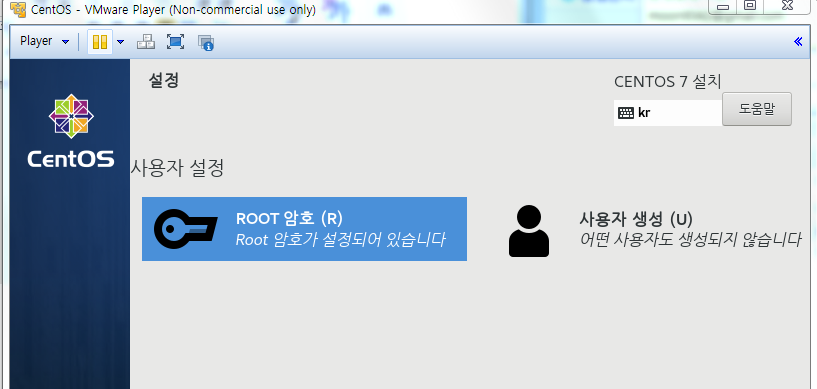 CentOS - VMware Player (Non-commercial use only)
Player
설정
CENTOS 7 설치
kr
도움말
CentOS
사용자 설정
ROOT 암호 (R)
Root 암호가 설정되어 있습니다
사용자 생성 (U)
어떤 사용자도 생성되지 않습니다